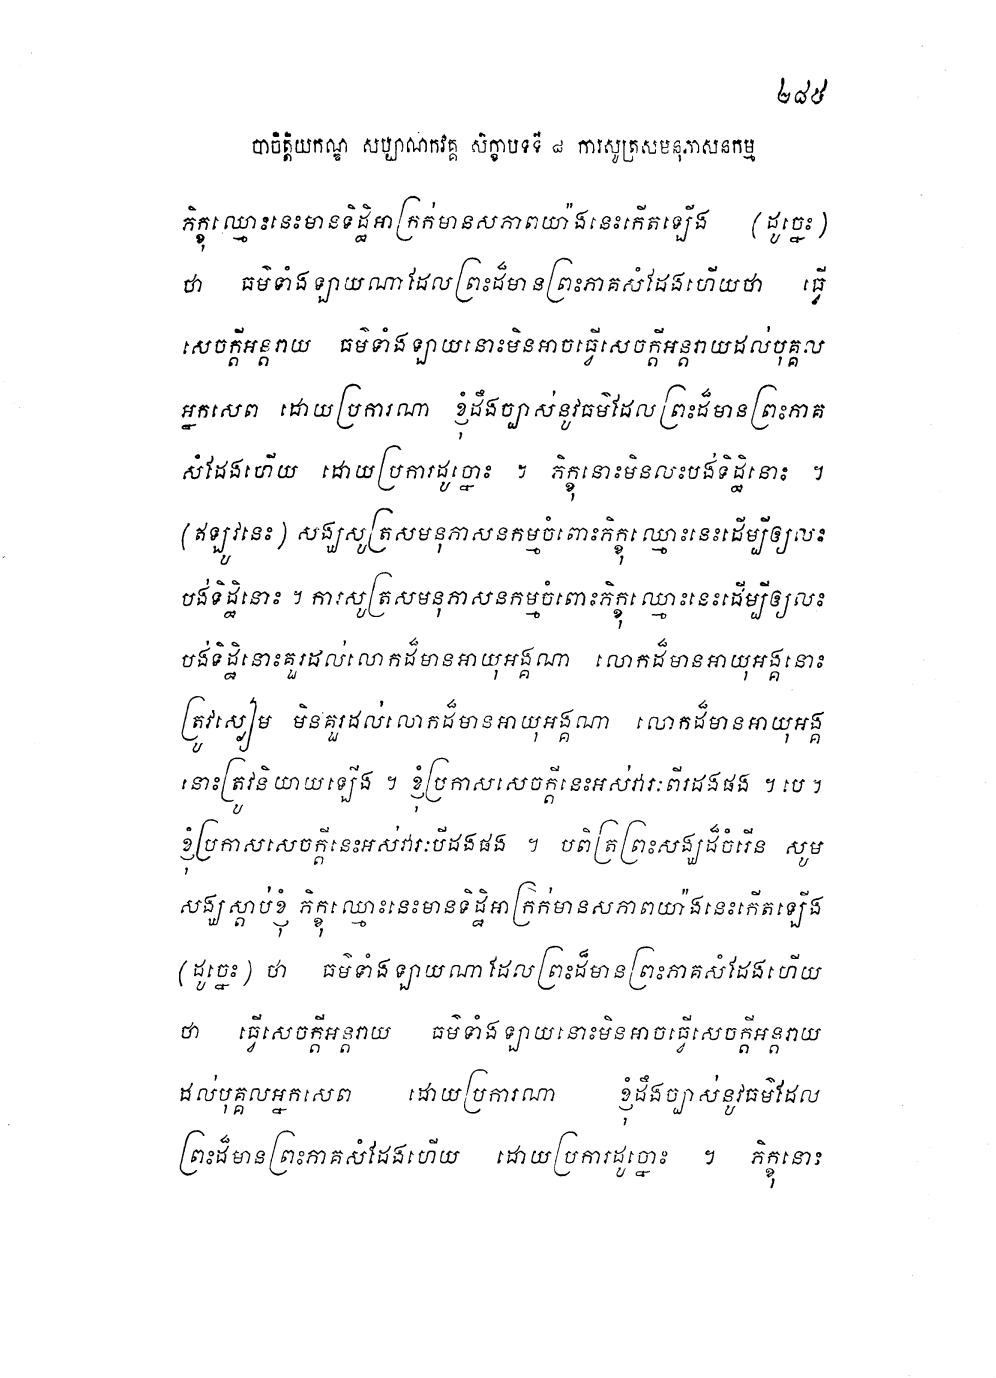 ២៨៥
បាចិត្តិយកណ្ឌ សប្បាណកវគ្គ សិក្ខាបទទី ៨ ការសូត្រសមនុភាសនកម្ម
ភិក្ខុឈ្មោះនេះមានទិដ្ឋិអាក្រក់មានសភាពយ៉ាងនេះកើតឡើង (ដូច្នេះ)
ថា ធម៌ទាំងឡាយណាដែលព្រះដ៏មានព្រះភាគសំដែងហើយថា ធ្វើ
សេចក្តីអន្តរាយ ធម៌ទាំងឡាយនោះមិនអាចធ្វើសេចក្តីអន្តរាយដល់បុគ្គល
អ្នកសេព ដោយប្រការណា ខ្ញុំដឹងច្បាស់នូវធម៌ដែលព្រះដ៏មានព្រះភាគ
សំដែងហើយ ដោយប្រការដូច្នោះ ។ ភិក្ខុនោះមិនលះបង់ទិដ្ឋិនោះ ។
(ឥឡូវនេះ) សង្ឃសូត្រសមនុភាសនកម្មចំពោះភិក្ខុឈ្មោះនេះដើម្បីឲ្យលះ
បង់ទិដ្ឋិនោះ ។ ការសូត្រសមនុភាសនកម្មចំពោះភិក្ខុឈ្មោះនេះដើម្បីឲ្យលះ
បង់ទិដ្ឋិនោះគួរដល់លោកដ៏មានអាយុអង្គណា លោកដ៏មានអាយុអង្គនោះ
ត្រូវស្ងៀម មិនគួរដល់លោកដ៏មានអាយុអង្គណា លោកដ៏មានអាយុអង្គ
នោះត្រូវនិយាយឡើង ។ ខ្ញុំប្រកាសសេចក្តីនេះអស់វារៈពីរដងផង ។ បេ ។
ខ្ញុំប្រកាសសេចក្តីនេះអស់វារៈបីដងផង ។ បពិត្រព្រះសង្ឃដ៏ចំរើន សូម
សង្ឃស្តាប់ខ្ញុំ ភិក្ខុឈ្មោះនេះមានទិដ្ឋិអាក្រក់មានសភាពយ៉ាងនេះកើតឡើង
(ដូច្នេះ) ថា ធម៌ទាំងឡាយណាដែលព្រះដ៏មានព្រះភាគសំដែងហើយ
ថា ធ្វើសេចក្តីអន្តរាយ ធម៌ទាំងឡាយនោះមិនអាចធ្វើសេចក្តីអន្តរាយ
ដល់បុគ្គលអ្នកសេព ដោយប្រការណា ខ្ញុំដឹងច្បាស់នូវធម៌ដែល
ព្រះដ៏មានព្រះភាគសំដែងហើយ ដោយប្រការដូច្នោះ ។ ភិក្ខុនោះ